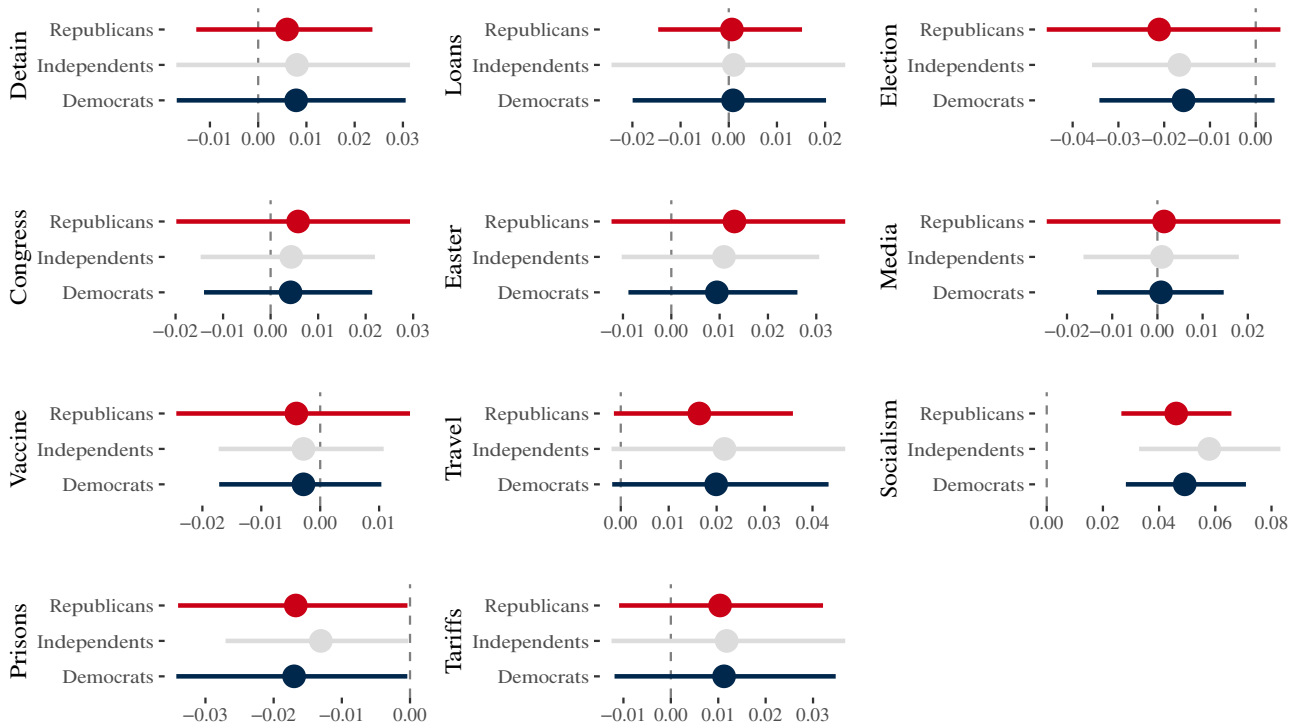 Detain
Republicans
Independents
Democrats
−0.01 0.00 0.01 0.02 0.03
Loans
Republicans
Independents
Democrats
−0.02 −0.01 0.00 0.01 0.02
Election
Republicans
Independents
Democrats
−0.04 −0.03 −0.02 −0.01 0.00
Congress
Republicans
Independents
Democrats
−0.02 −0.01 0.00 0.01 0.02 0.03
Easter
Republicans
Independents
Democrats
−0.01 0.00 0.01 0.02 0.03
Media
Republicans
Independents
Democrats
−0.02 −0.01 0.00 0.01 0.02
Vaccine
Republicans
Independents
Democrats
−0.02 −0.01 0.00 0.01
Travel
Republicans
Independents
Democrats
0.00 0.01 0.02 0.03 0.04
Socialism
Republicans
Independents
Democrats
0.00 0.02 0.04 0.06 0.08
Prisons
Republicans
Independents
Democrats
−0.03 −0.02 −0.01 0.00
Tariffs
Republicans
Independents
Democrats
−0.01 0.00 0.01 0.02 0.03